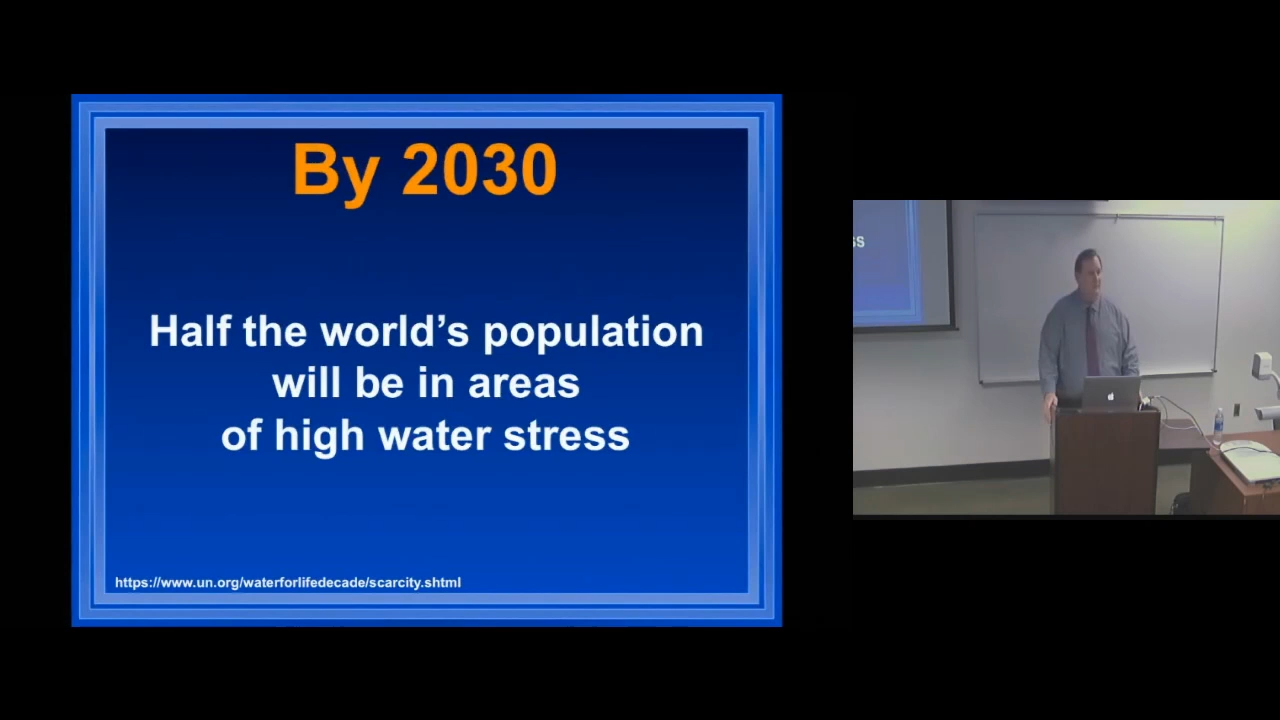 By 2030
Half the world’s population
will be in areas
of high water stress
https://www.un.org/waterforlifedecade/scarcity.shtml
ss